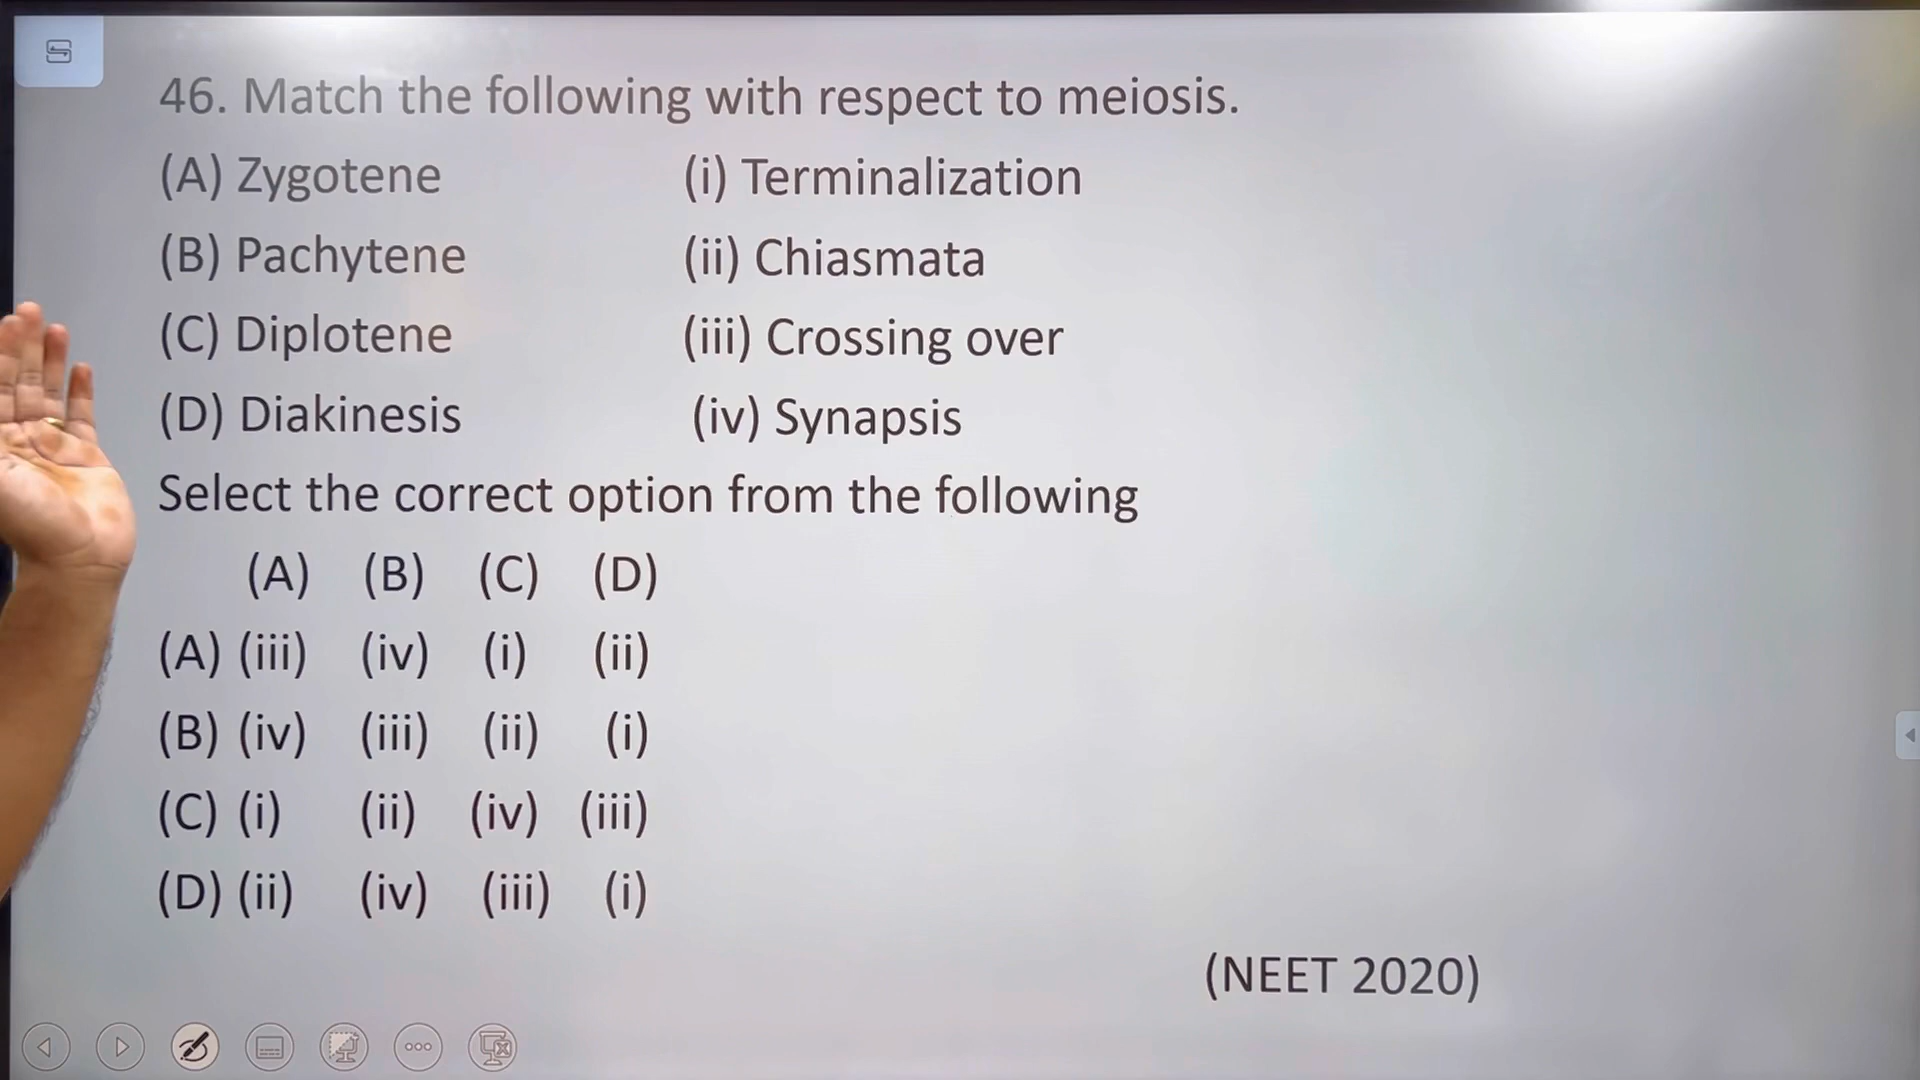 46. Match the following with respect to meiosis.
(A) Zygotene (i) Terminalization
(B) Pachytene (ii) Chiasmata
(C) Diplotene (iii) Crossing over
(D) Diakinesis (iv) Synapsis
Select the correct option from the following
(A) (B) (C) (D)
(A) (iii) (iv) (i) (ii)
(B) (iv) (iii) (ii) (i)
(C) (i) (ii) (iv) (iii)
(D) (ii) (iv) (iii) (i)
(NEET 2020)